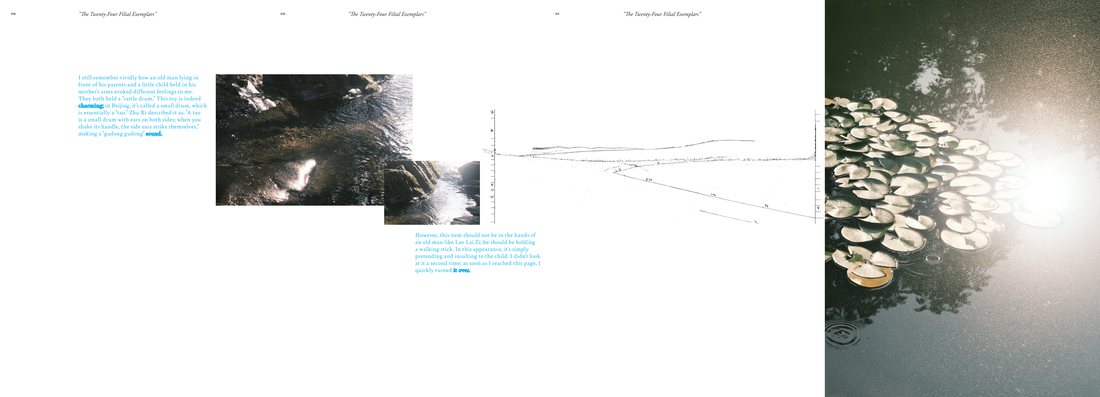 "The Twenty-Four Filial Exemplars"
"The Twenty-Four Filial Exemplars"
"The Twenty-Four Filial Exemplars"
I still remember vividly how an old man lying in
front of his parents and a little child held in his
mother's arms evoked different feelings in me.
They both held a "rattle drum." This toy is indeed
charming; in Beijing, it's called a small drum, which
is essentially a "tao." Zhu Xi described it as, "A tao
is a small drum with ears on both sides; when you
shake its handle, the side ears strike themselves,"
making a "gudong gudong" sound.
However, this item should not be in the hands of
an old man like Lao Lai Zi; he should be holding
a walking stick. In this appearance, it's simply
pretending and insulting to the child. I didn't look
at it a second time; as soon as I reached this page, I
quickly turned it over.